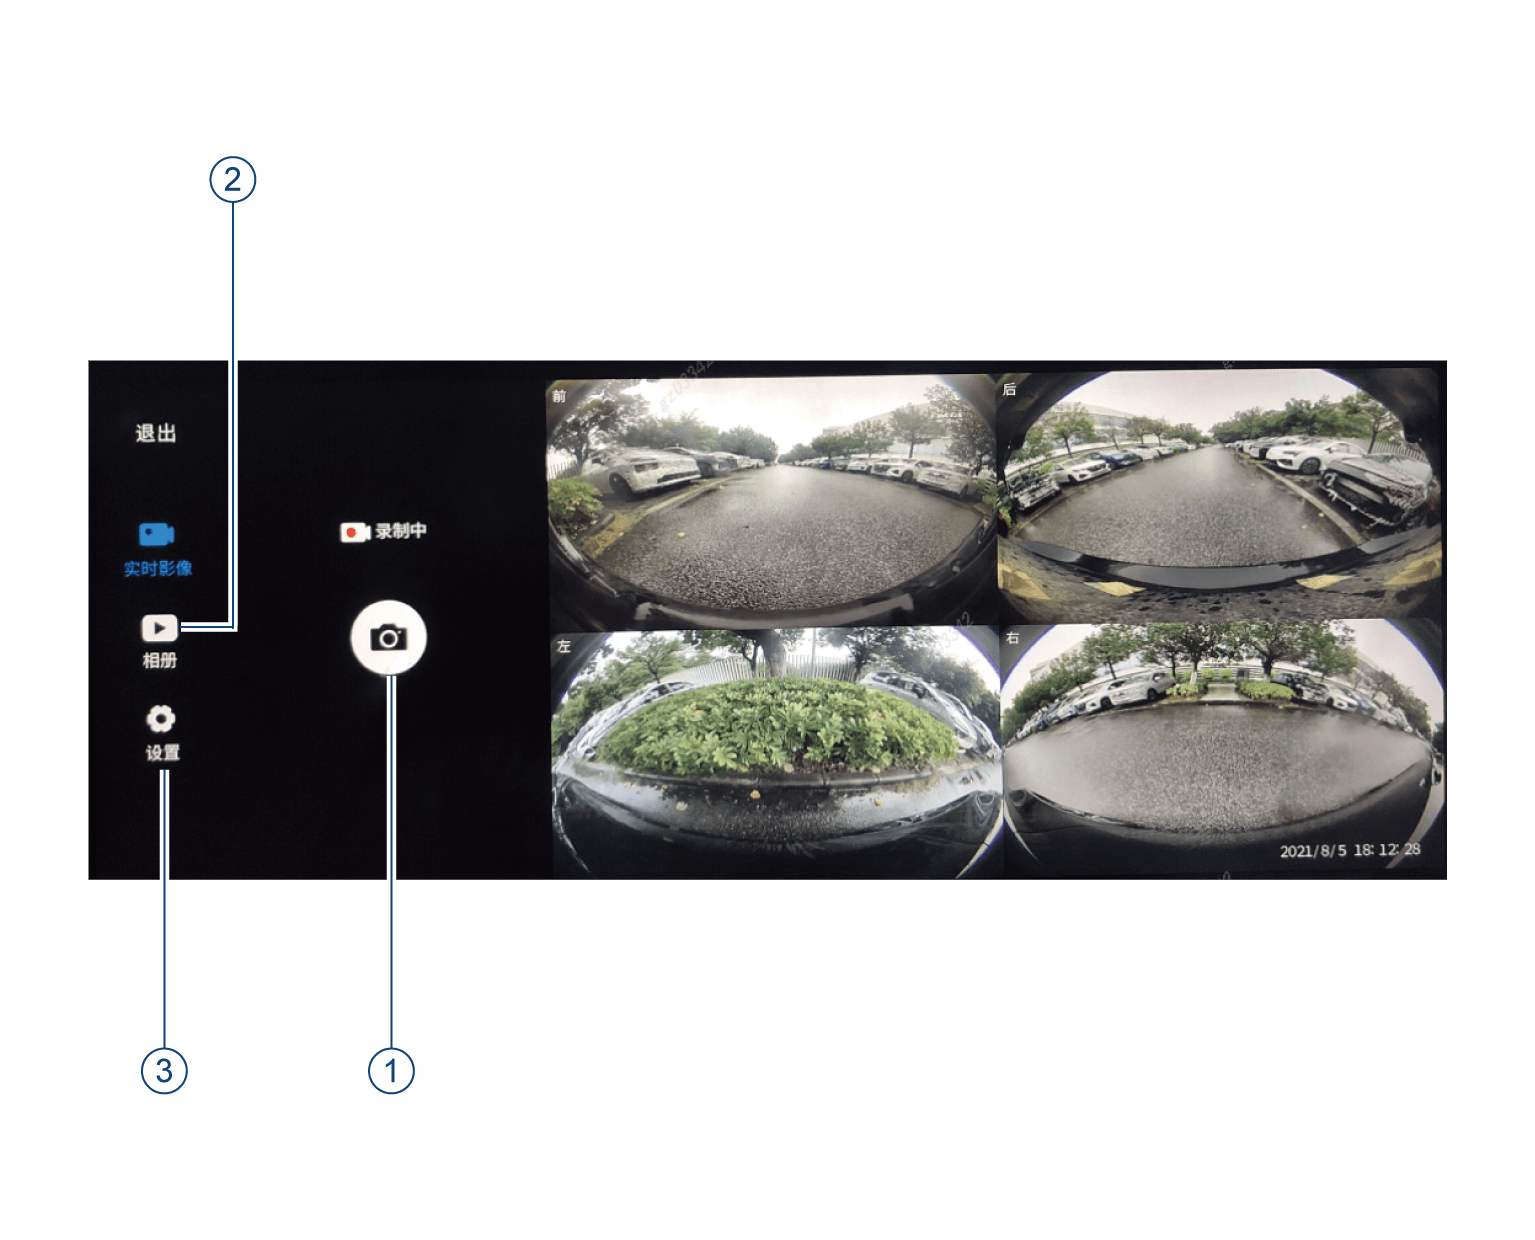 ②
退出
录制中
实时影像
相册
设置
前
后
左
右
2021/8/5 18:12:28
③
①